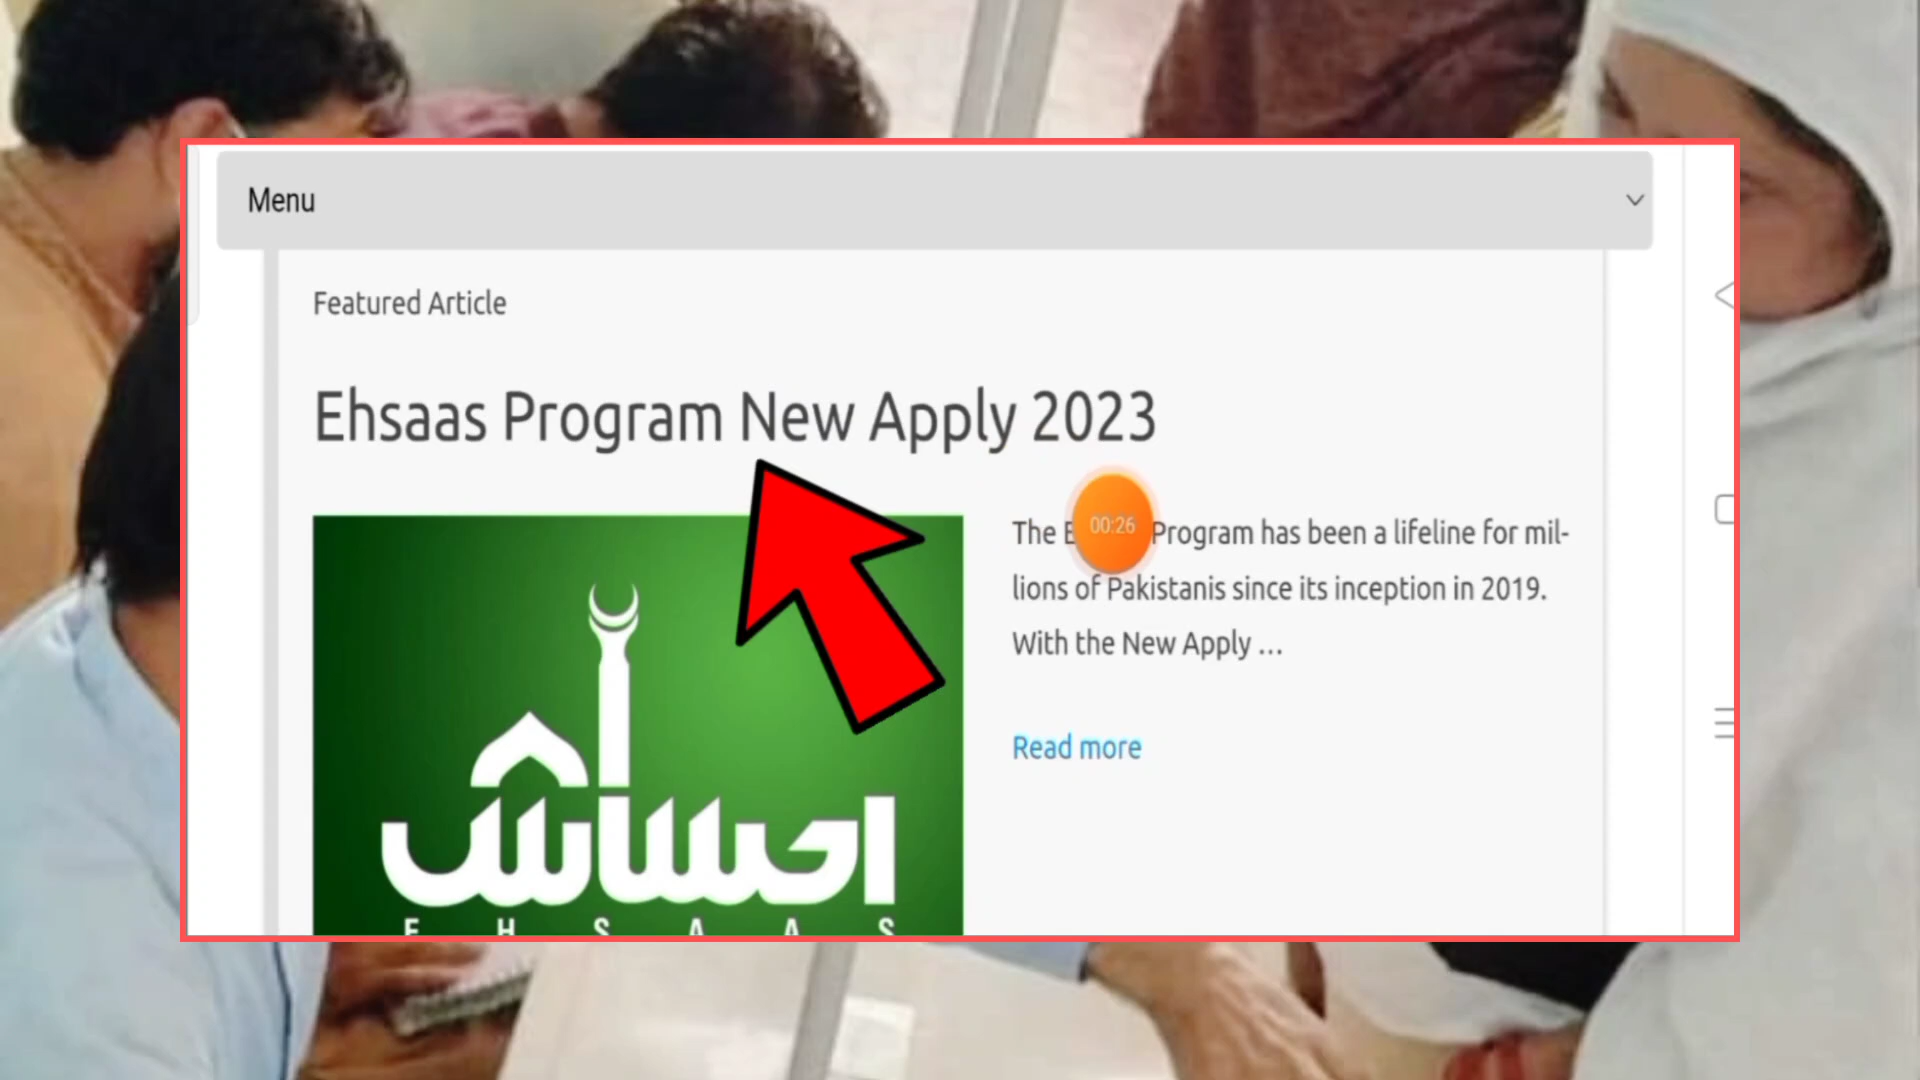 Menu
Featured Article
Ehsaas Program New Apply 2023
00:26
The E Program has been a lifeline for mil-
lions of Pakistanis since its inception in 2019.
With the New Apply ...
Read more
احساس
EHSAAS